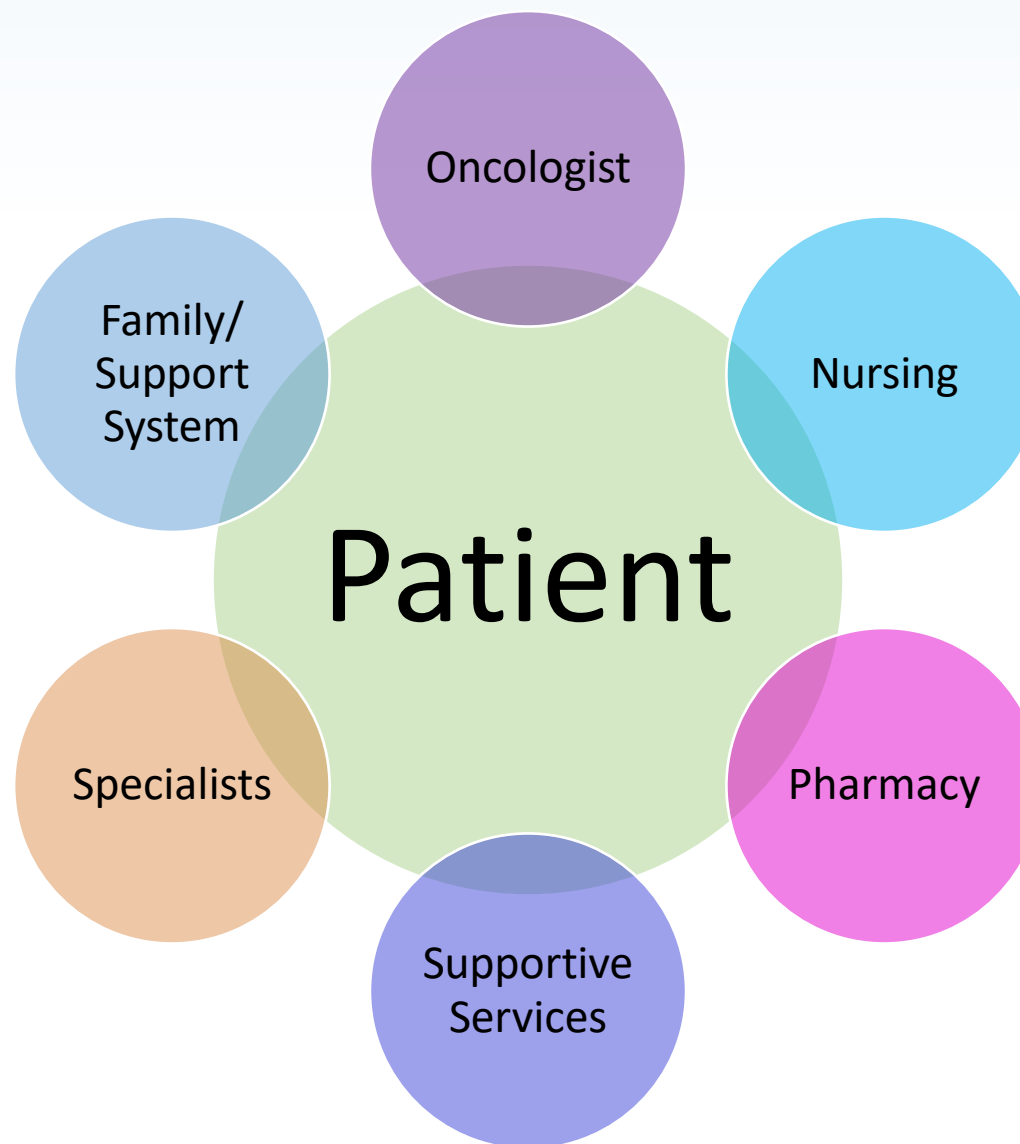 Oncologist
Family/
Support
System
Nursing
Patient
Specialists
Pharmacy
Supportive
Services